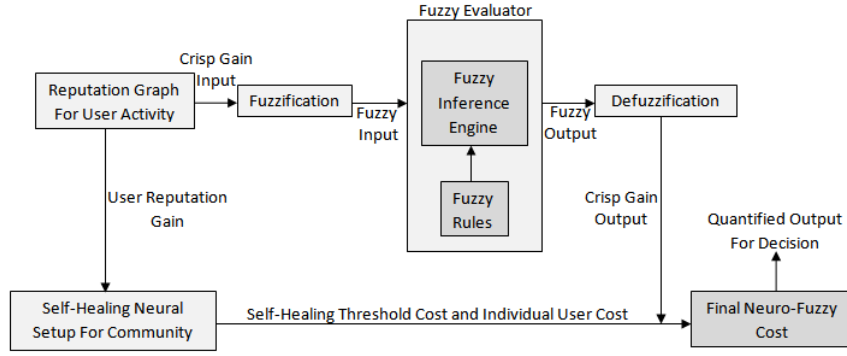 Fuzzy Evaluator
Crisp Gain
Input
Reputation Graph
For User Activity
Fuzzification
Fuzzy
Input
Fuzzy
Inference
Engine
Fuzzy
Rules
Fuzzy
Output
Defuzzification
User Reputation
Gain
Crisp Gain
Output
Quantified Output
For Decision
Self-Healing Neural
Setup For Community
Self-Healing Threshold Cost and Individual User Cost
Final Neuro-Fuzzy
Cost